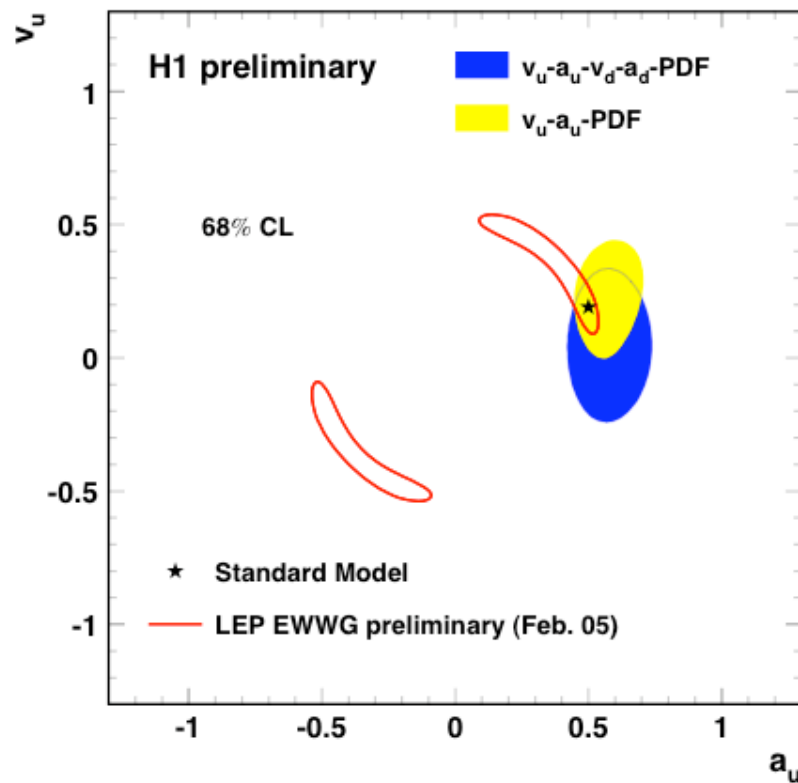 v_u
H1 preliminary
v_u-a_u-v_d-a_d-PDF
v_u-a_u-PDF
68% CL
1
0.5
0
-0.5
-1
★ Standard Model
LEP EWWG preliminary (Feb. 05)
-1 -0.5 0 0.5 1
a_u